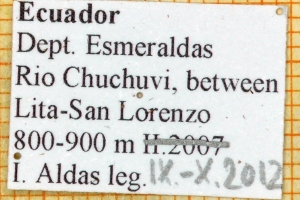 Ecuador
Dept. Esmeraldas
Rio Chuchuvi, between
Lita-San Lorenzo
800-900 m II.2007
I. Aldas leg. IX.-X.2012